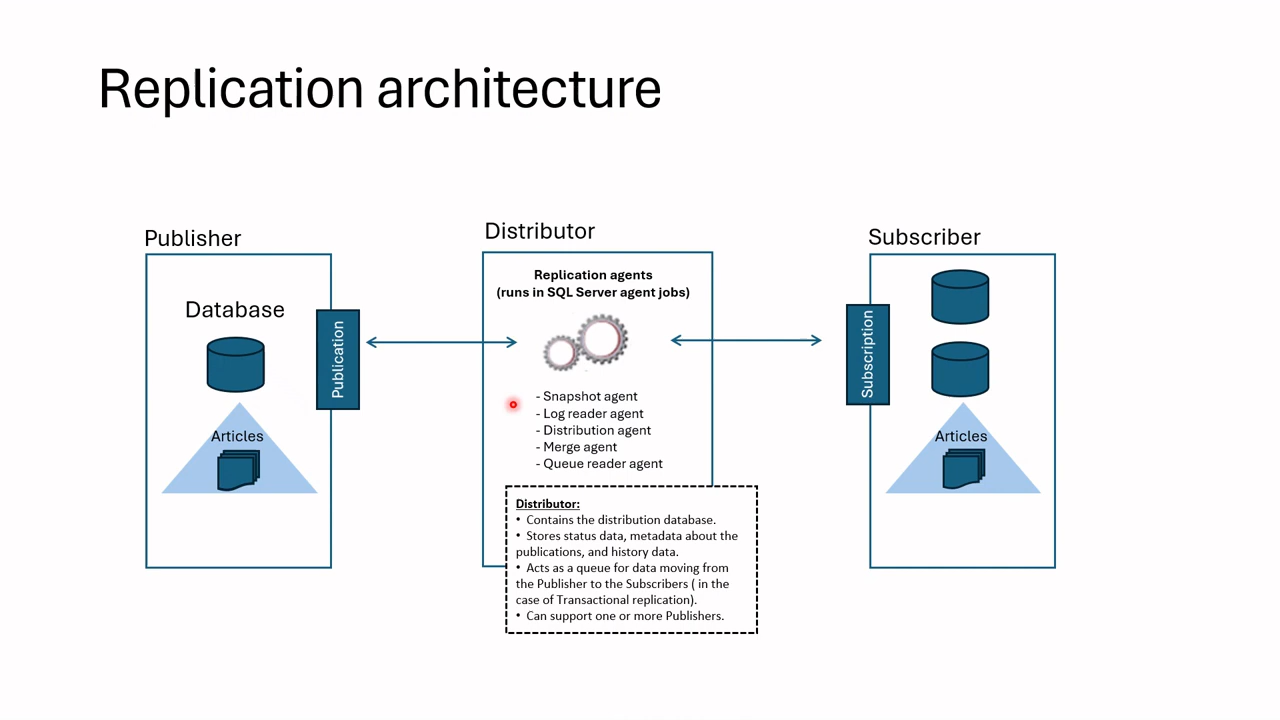 Replication architecture
Publisher
Database
Articles
Publication
Distributor
Replication agents
(runs in SQL Server agent jobs)
- Snapshot agent
- Log reader agent
- Distribution agent
- Merge agent
- Queue reader agent
Distributor:
• Contains the distribution database.
• Stores status data, metadata about the
publications, and history data.
• Acts as a queue for data moving from
the Publisher to the Subscribers ( in the
case of Transactional replication).
• Can support one or more Publishers.
Subscriber
Subscription
Articles